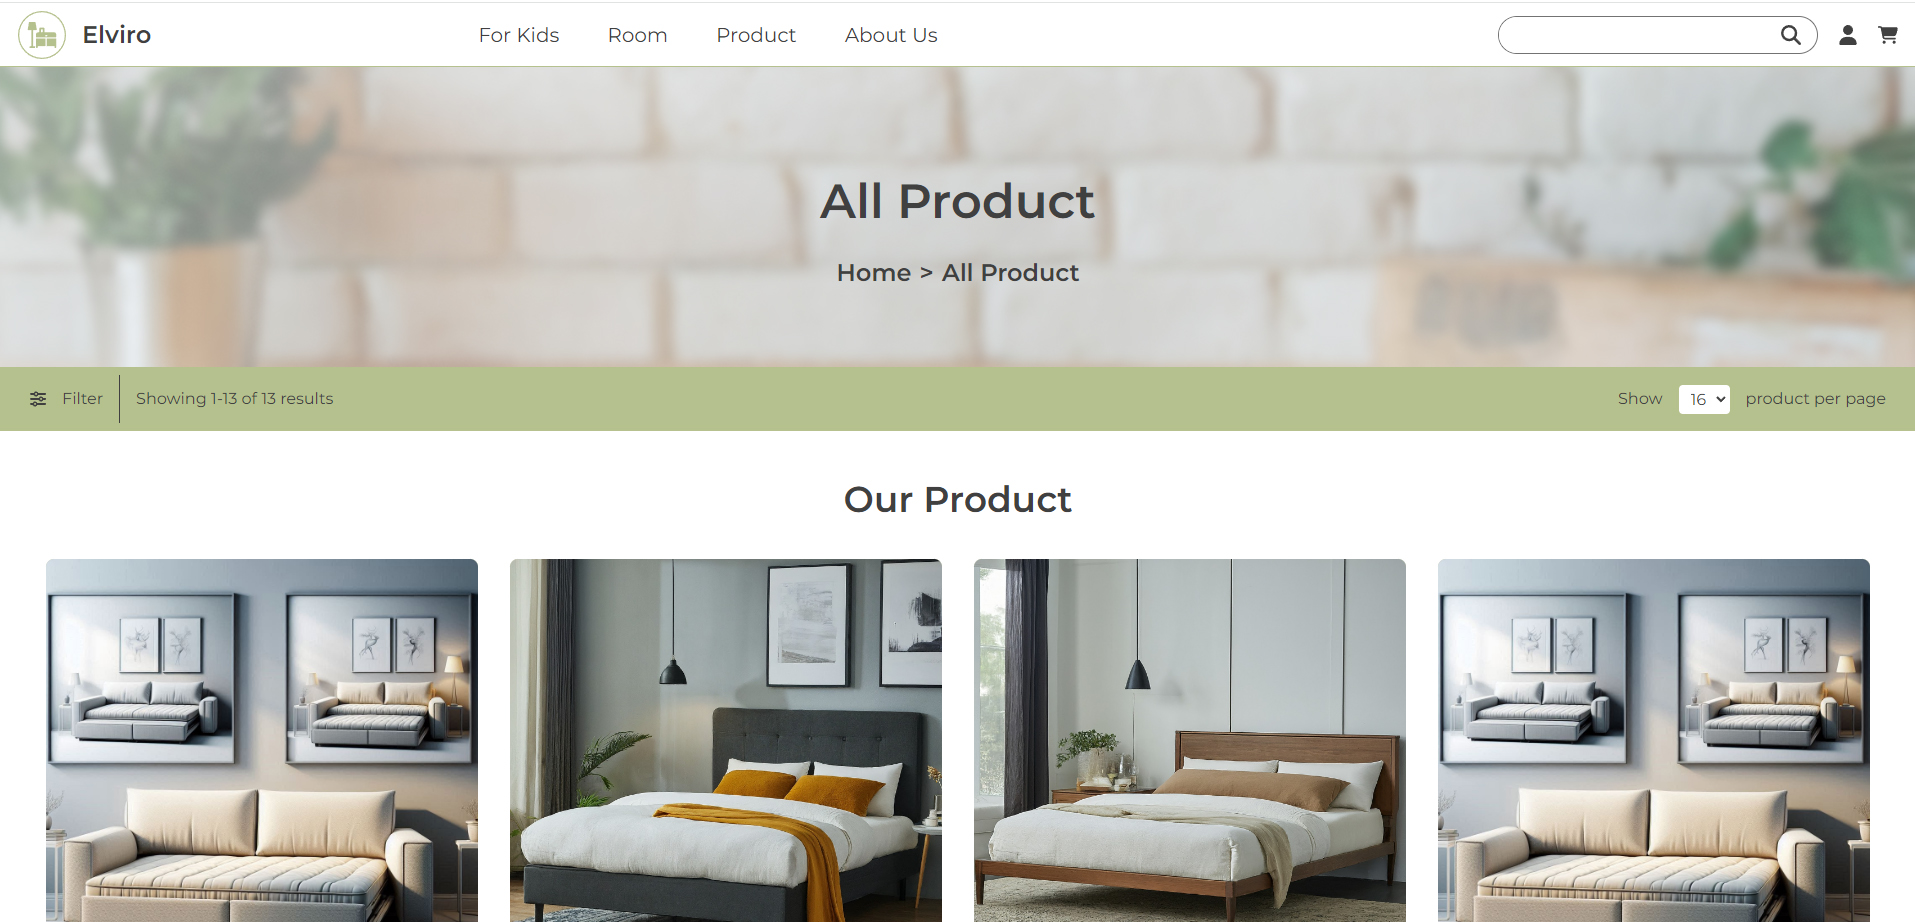 Elviro
For Kids
Room
Product
About Us
All Product
Home > All Product
Filter
Showing 1-13 of 13 results
Show 16 product per page
Our Product